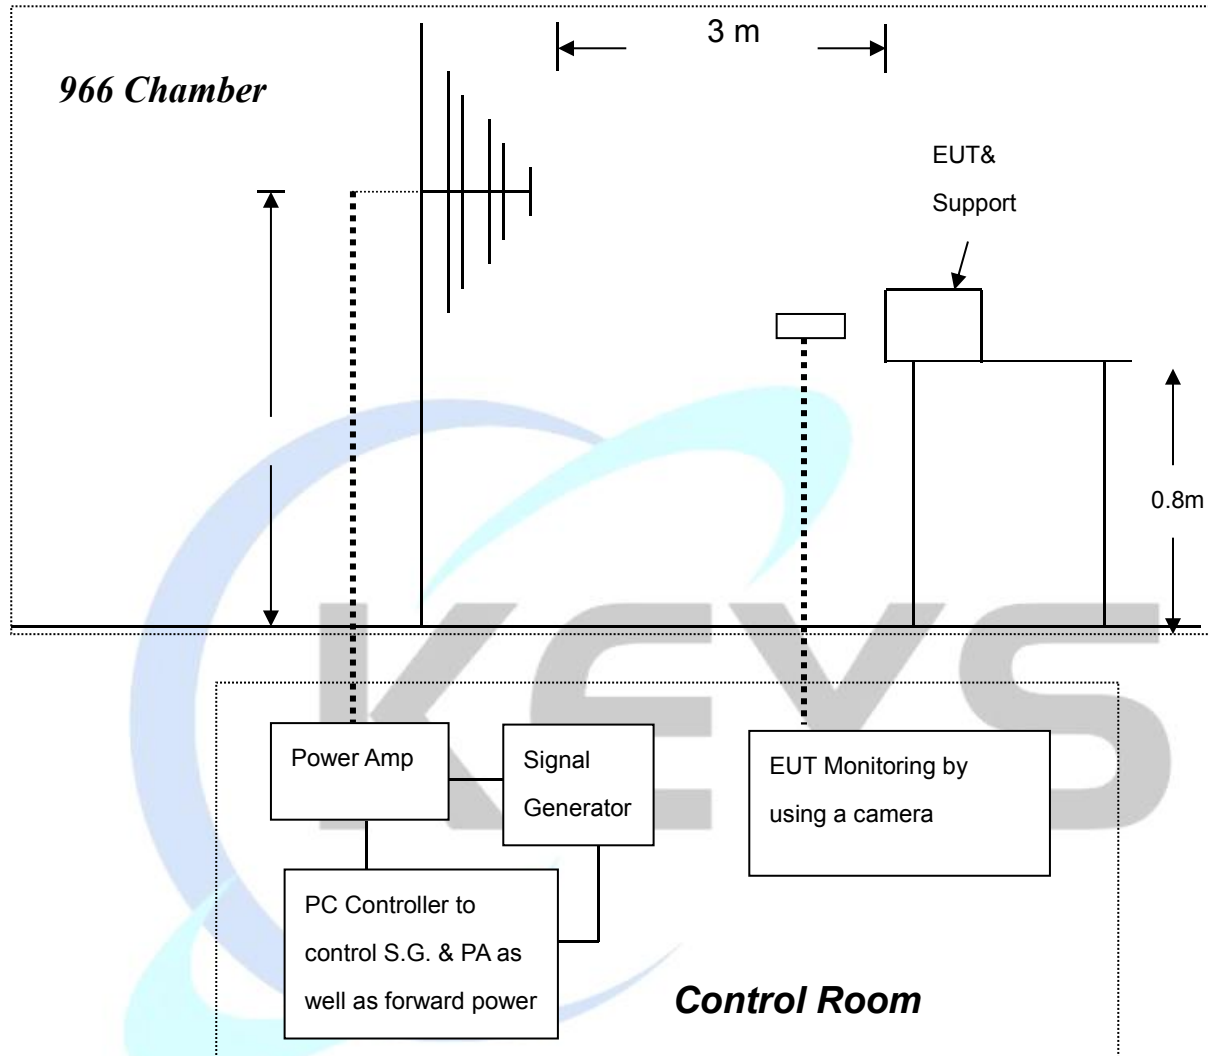 3 m
966 Chamber
EUT&
Support
0.8m
Power Amp
Signal
Generator
EUT Monitoring by
using a camera
PC Controller to
control S.G. & PA as
well as forward power
Control Room
KEYS